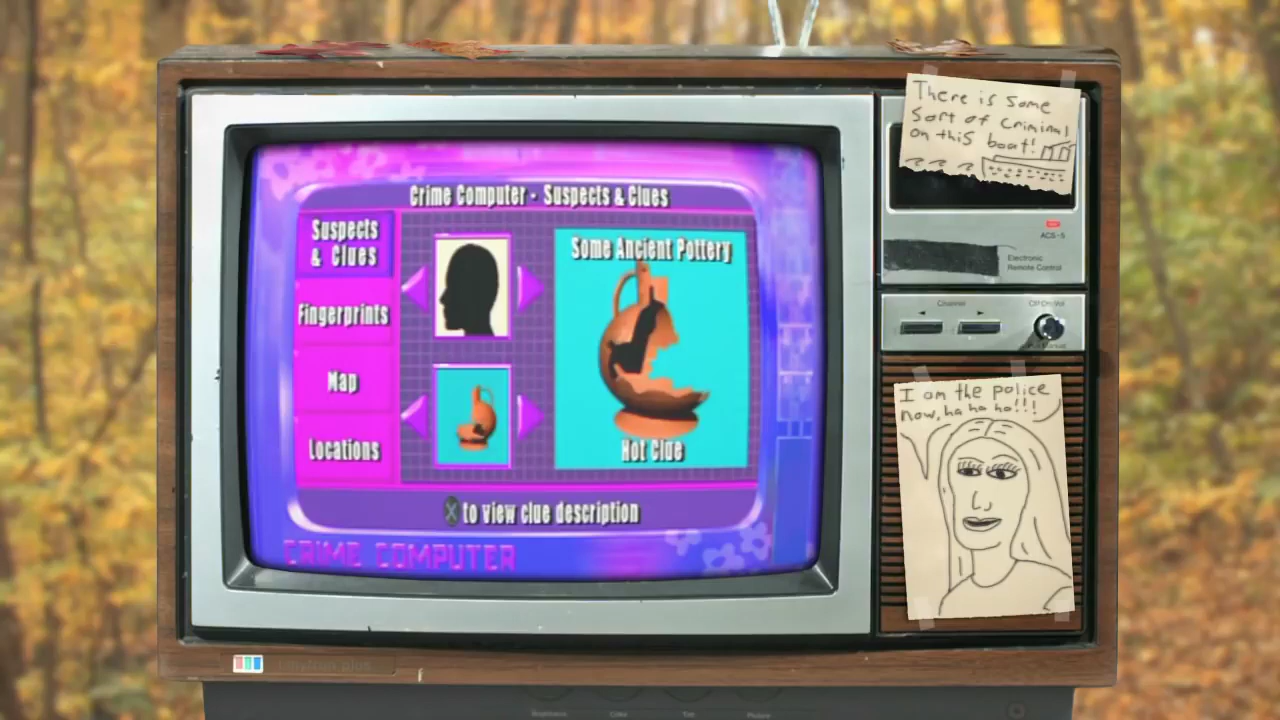 There is some
Sort of Criminal
on this boat!
Crime Computer - Suspects & Clues
Suspects
& Clues
Fingerprints
Map
Locations
Some Ancient Pottery
Hot Clue
X to view clue description
CRIME COMPUTER
ACS-5
Electronic
Remote Control
Channel
I am the police
now, ha ha ha!!!